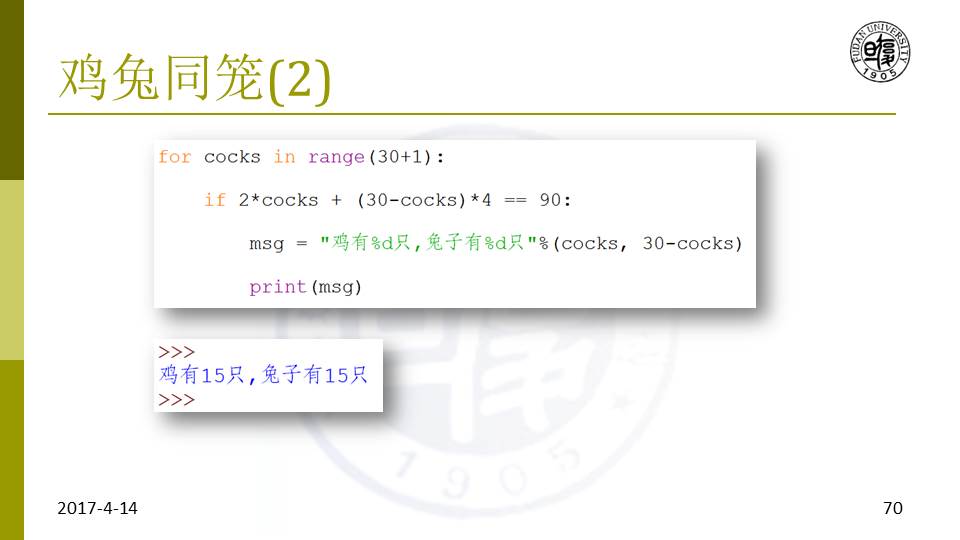 鸡兔同笼(2)
FUDAN UNIVERSITY
1905
for cocks in range(30+1):
if 2*cocks + (30-cocks)*4 == 90:
msg = "鸡有%d只,兔子有%d只"%(cocks, 30-cocks)
print(msg)
>>>
鸡有15只,兔子有15只
>>>
1905
2017-4-14
70